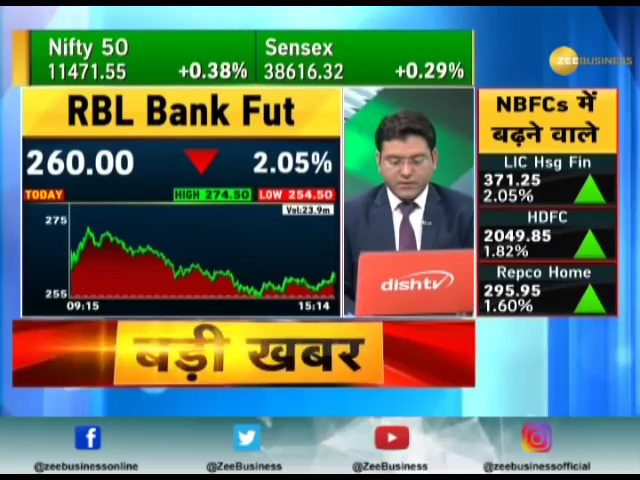 Nifty 50
11471.55 +0.38%
Sensex
38616.32 +0.29%
ZEEBUSINESS
RBL Bank Fut
260.00 2.05%
TODAY HIGH 274.50 LOW 254.50
Vol:23.9m
275
255
09:15 15:14
dishtv
NBFCs में
बढ़ने वाले
LIC Hsg Fin
371.25
2.05%
HDFC
2049.85
1.82%
Repco Home
295.95
1.60%
बड़ी खबर
@zeebusinessonline @ZeeBusiness @ZeeBusiness @zeebusinessofficial